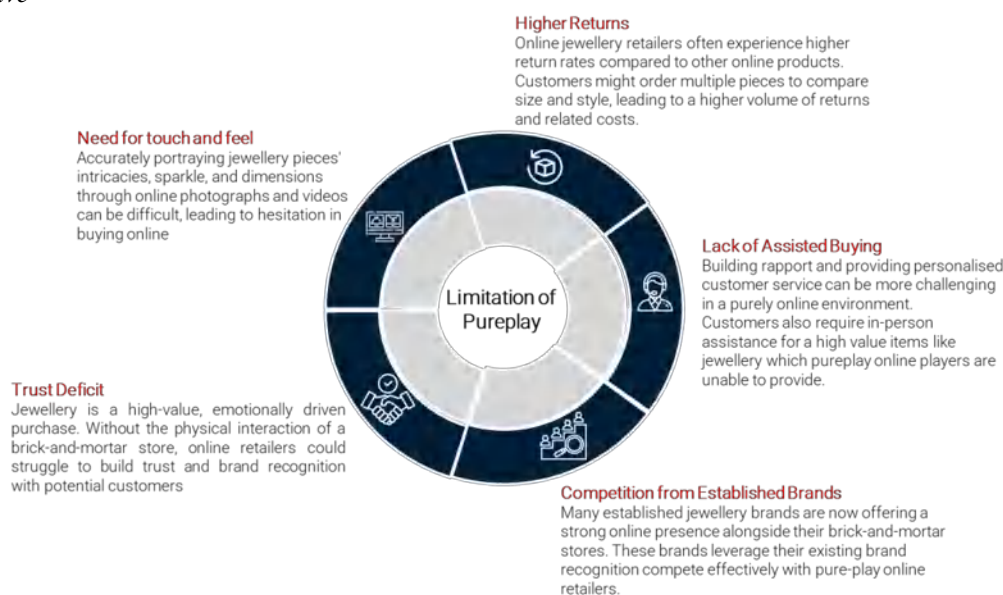 Higher Returns
Online jewellery retailers often experience higher
return rates compared to other online products.
Customers might order multiple pieces to compare
size and style, leading to a higher volume of returns
and related costs.
Need for touch and feel
Accurately portraying jewellery pieces'
intricacies, sparkle, and dimensions
through online photographs and videos
can be difficult, leading to hesitation in
buying online
Lack of Assisted Buying
Building rapport and providing personalised
customer service can be more challenging
in a purely online environment.
Customers also require in-person
assistance for a high value items like
jewellery which pureplay online players are
unable to provide.
Limitation of
Pureplay
Trust Deficit
Jewellery is a high-value, emotionally driven
purchase. Without the physical interaction of a
brick-and-mortar store, online retailers could
struggle to build trust and brand recognition
with potential customers
Competition from Established Brands
Many established jewellery brands are now offering a
strong online presence alongside their brick-and-mortar
stores. These brands leverage their existing brand
recognition compete effectively with pure-play online
retailers.